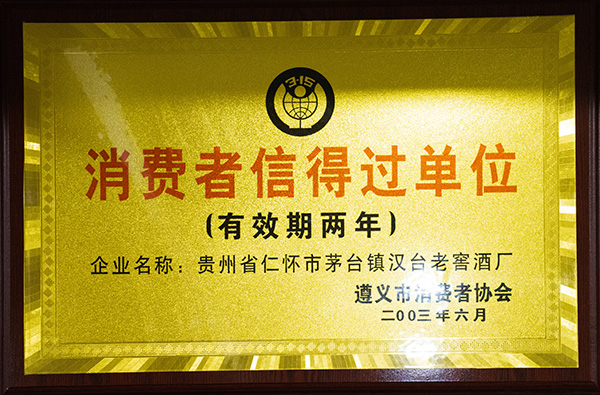 3·15
消费者信得过单位
(有效期两年)
企业名称：贵州省仁怀市茅台镇汉台老窖酒厂
遵义市消费者协会
二00三年六月